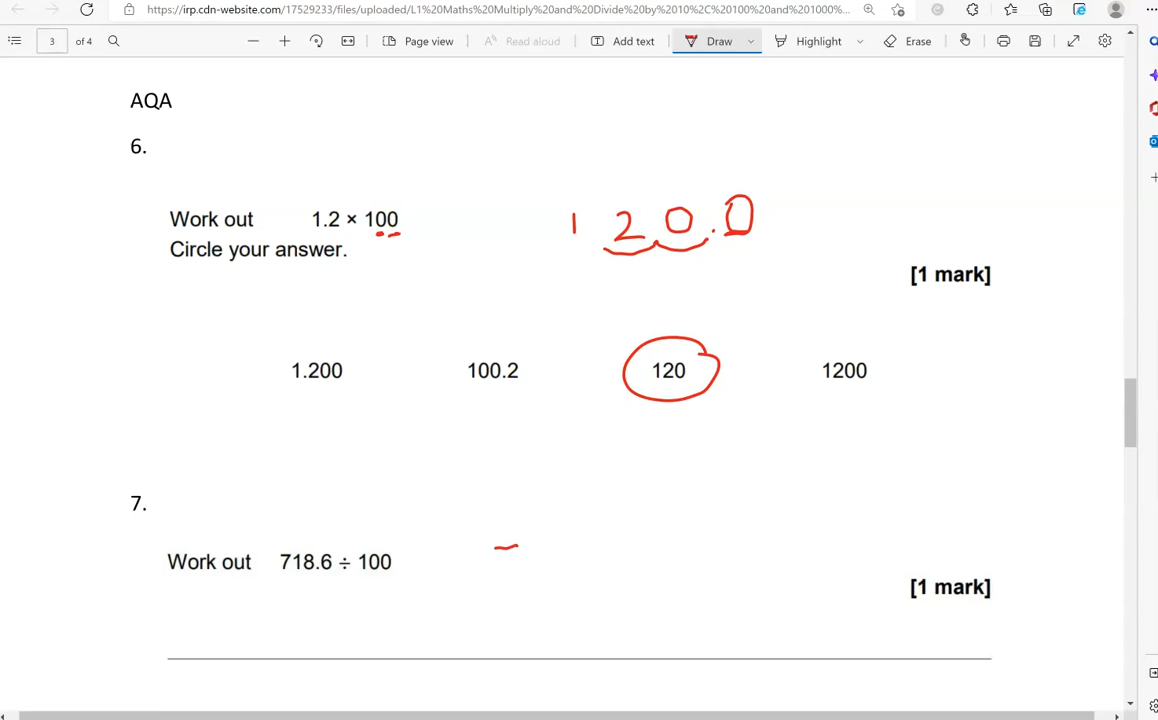 https://irp.cdn-website.com/17529233/files/uploaded/L1%20Maths%20Multiply%20and%20Divide%20by%2010%2C%20100%20and%201000%...
3 of 4 Page view Read aloud Add text Draw Highlight Erase
AQA
6.
Work out 1.2 × 100
1 2 0.0
Circle your answer.
[1 mark]
1.200 100.2 120 1200
7.
Work out 718.6 ÷ 100
[1 mark]